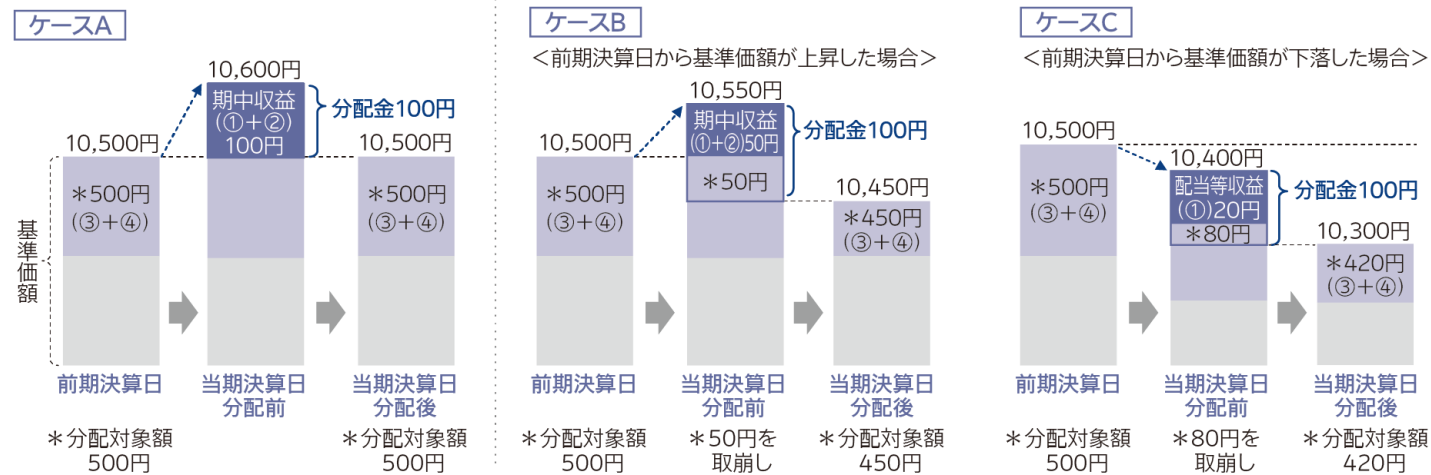 ケースA
10,600円
期中収益
(①+②)
100円
分配金100円
10,500円
10,500円
＊500円
(③+④)
＊500円
(③+④)
基準価額
前期決算日
当期決算日
分配前
当期決算日
分配後
＊分配対象額
500円
＊分配対象額
500円
ケースB
＜前期決算日から基準価額が上昇した場合＞
10,550円
期中収益
(①+②)50円
分配金100円
10,500円
＊50円
10,450円
＊500円
(③+④)
＊450円
(③+④)
前期決算日
当期決算日
分配前
当期決算日
分配後
＊分配対象額
500円
＊50円を
取崩し
＊分配対象額
450円
ケースC
＜前期決算日から基準価額が下落した場合＞
10,500円
10,400円
配当等収益
(①)20円
分配金100円
＊500円
(③+④)
＊80円
10,300円
＊420円
(③+④)
前期決算日
当期決算日
分配前
当期決算日
分配後
＊分配対象額
500円
＊80円を
取崩し
＊分配対象額
420円